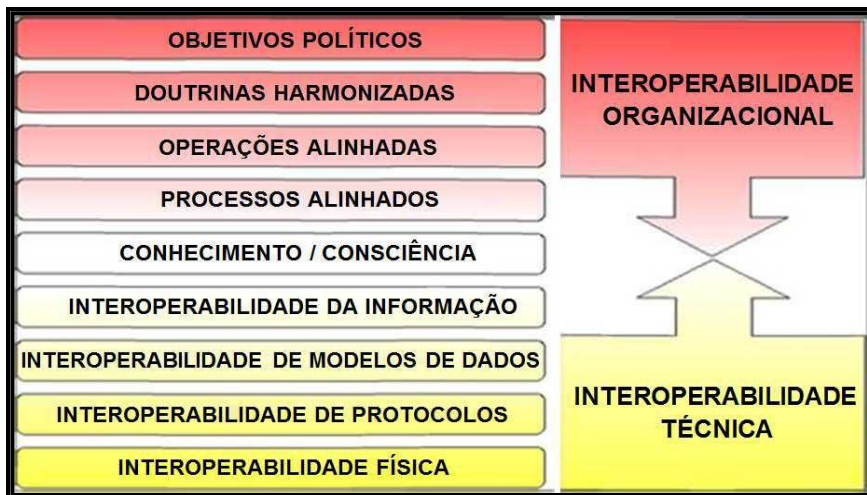 OBJETIVOS POLÍTICOS
DOUTRINAS HARMONIZADAS
OPERAÇÕES ALINHADAS
PROCESSOS ALINHADOS
CONHECIMENTO / CONSCIÊNCIA
INTEROPERABILIDADE DA INFORMAÇÃO
INTEROPERABILIDADE DE MODELOS DE DADOS
INTEROPERABILIDADE DE PROTOCOLOS
INTEROPERABILIDADE FÍSICA
INTEROPERABILIDADE
ORGANIZACIONAL
INTEROPERABILIDADE
TÉCNICA